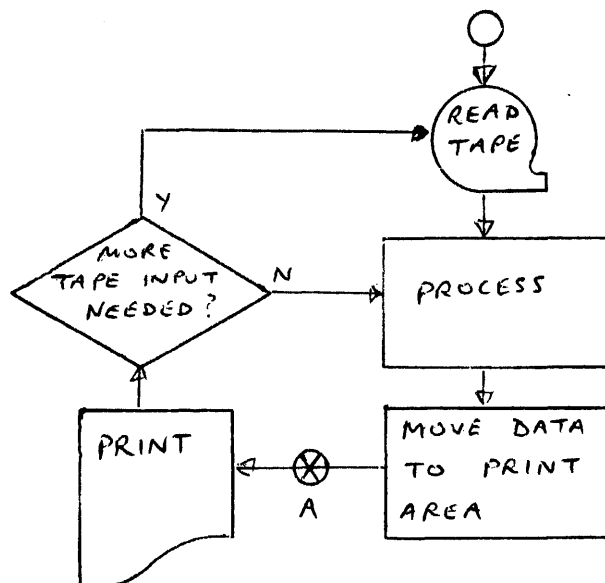 READ
TAPE
Y
MORE
TAPE INPUT
NEEDED?
N
PROCESS
PRINT
A
MOVE DATA
TO PRINT
AREA